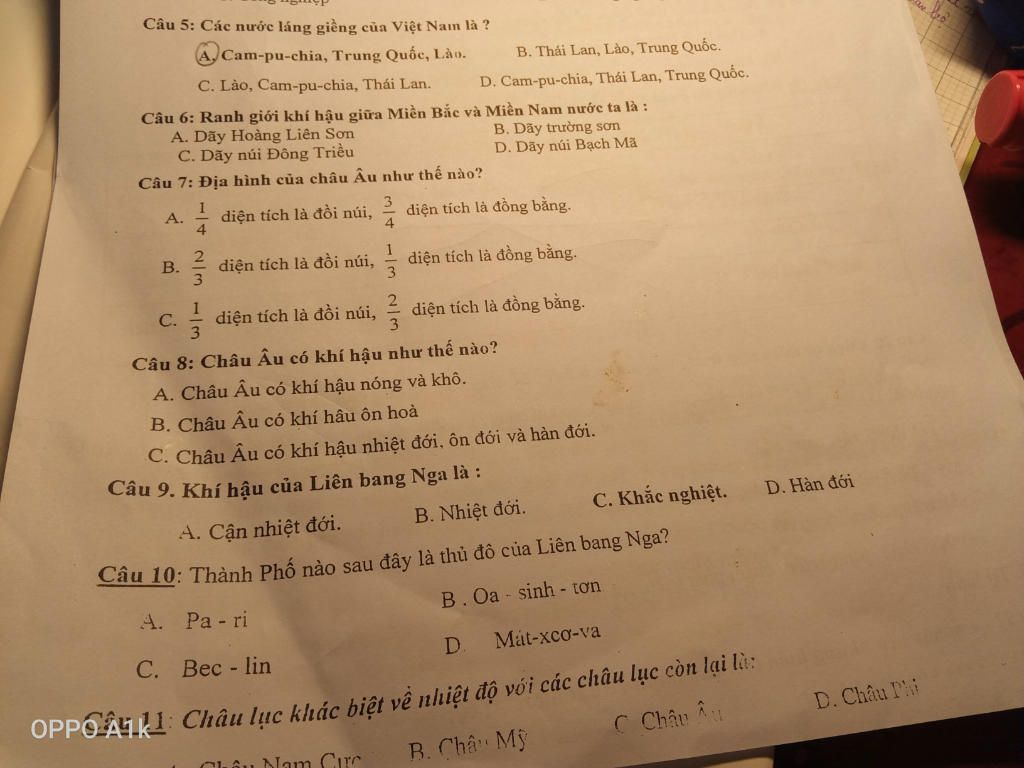 Câu 5: Các nước láng giềng của Việt Nam là ?
A. Cam-pu-chia, Trung Quốc, Lào. B. Thái Lan, Lào, Trung Quốc.
C. Lào, Cam-pu-chia, Thái Lan. D. Cam-pu-chia, Thái Lan, Trung Quốc.
Câu 6: Ranh giới khí hậu giữa Miền Bắc và Miền Nam nước ta là :
A. Dãy Hoàng Liên Sơn B. Dãy trường sơn
C. Dãy núi Đông Triều D. Dãy núi Bạch Mã
Câu 7: Địa hình của châu Âu như thế nào?
A. 1/4 diện tích là đồi núi, 3/4 diện tích là đồng bằng.
B. 2/3 diện tích là đồi núi, 1/3 diện tích là đồng bằng.
C. 1/3 diện tích là đồi núi, 2/3 diện tích là đồng bằng.
Câu 8: Châu Âu có khí hậu như thế nào?
A. Châu Âu có khí hậu nóng và khô.
B. Châu Âu có khí hâu ôn hoà
C. Châu Âu có khí hậu nhiệt đới, ôn đới và hàn đới.
Câu 9. Khí hậu của Liên bang Nga là :
A. Cận nhiệt đới. B. Nhiệt đới. C. Khắc nghiệt. D. Hàn đới
Câu 10: Thành Phố nào sau đây là thủ đô của Liên bang Nga?
A. Pa - ri B . Oa - sinh - tơn
C. Bec - lin D. Mát-xcơ-va
Câu 11: Châu lục khác biệt về nhiệt độ với các châu lục còn lại là:
Châu Nam Cực B. Châu Mỹ C. Châu Âu D. Châu Phi
OPPO A1k